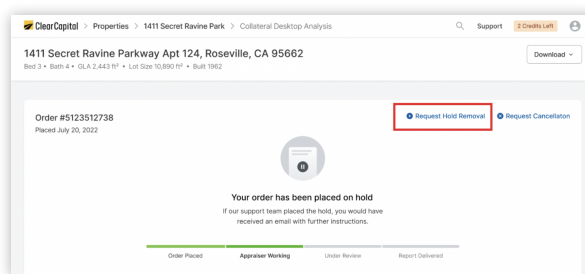 ClearCapital > Properties > 1411 Secret Ravine Park > Collateral Desktop Analysis Support 2 Credits Left
1411 Secret Ravine Parkway Apt 124, Roseville, CA 95662 Download
Bed 3 • Bath 4 • GLA 2,443 ft² • Lot Size 10,890 ft² • Built 1962
Order #5123512738 Request Hold Removal Request Cancellaton
Placed July 20, 2022
Your order has been placed on hold
If our support team placed the hold, you would have
received an email with further instructions.
Order Placed Appraiser Working Under Review Report Delivered